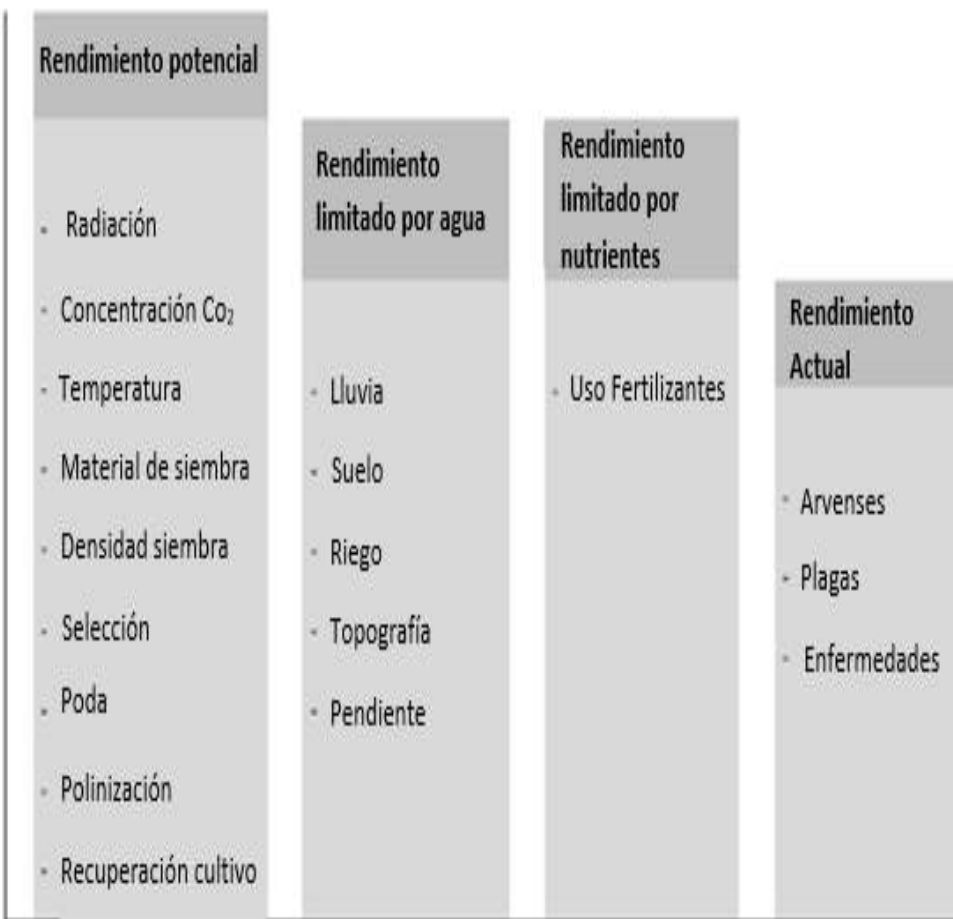 Rendimiento potencial
Radiación
Concentración Co₂
Temperatura
Material de siembra
Densidad siembra
Selección
Poda
Polinización
Recuperación cultivo
Rendimiento
limitado por agua
Lluvia
Suelo
Riego
Topografía
Pendiente
Rendimiento
limitado por
nutrientes
Uso Fertilizantes
Rendimiento
Actual
Arvenses
Plagas
Enfermedades